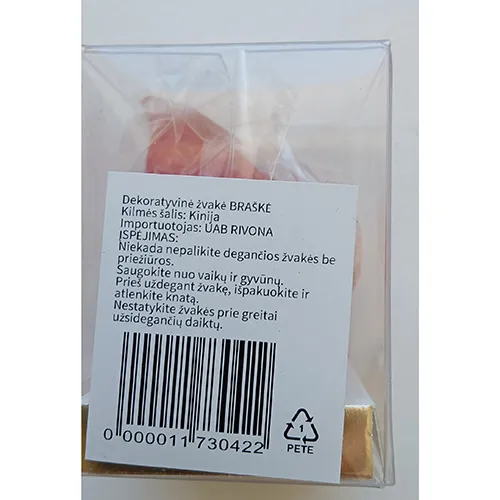 Dekoratyvinė žvakė BRAŠKĖ
Kilmės šalis: Kinija
Importuotojas: UAB RIVONA
ĮSPĖJIMAS:
Niekada nepalikite degančios žvakės be
priežiūros.
Saugokite nuo vaikų ir gyvūnų.
Prieš uždegant žvakę, išpakuokite ir
atlenkite knatą.
Nestatykite žvakės prie greitai
užsidegančių daiktų.
0 000011 730422
1
PETE